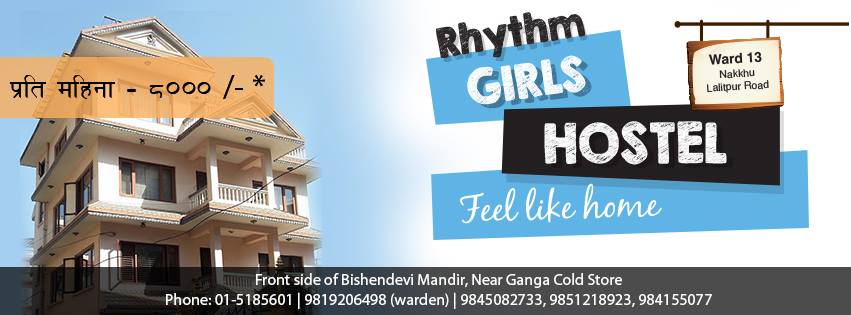 प्रति महिना - ८००० /- *
Rhythm
GIRLS
HOSTEL
Feel like home
Ward 13
Nakkhu
Lalitpur Road
Front side of Bishendevi Mandir, Near Ganga Cold Store
Phone: 01-5185601 | 9819206498 (warden) | 9845082733, 9851218923, 984155077